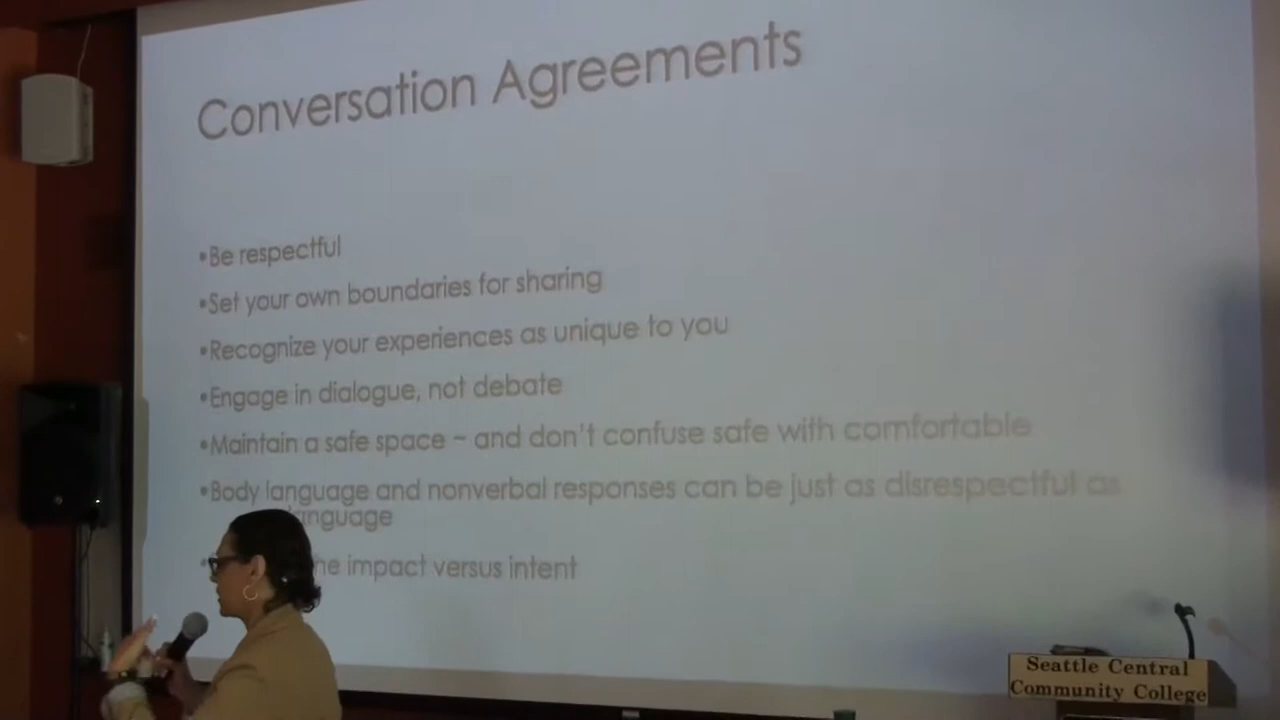 Conversation Agreements
•Be respectful
•Set your own boundaries for sharing
•Recognize your experiences as unique to you
•Engage in dialogue, not debate
•Maintain a safe space ~ and don't confuse safe with comfortable
•Body language and nonverbal responses can be just as disrespectful as
language
impact versus intent
Seattle Central
Community College